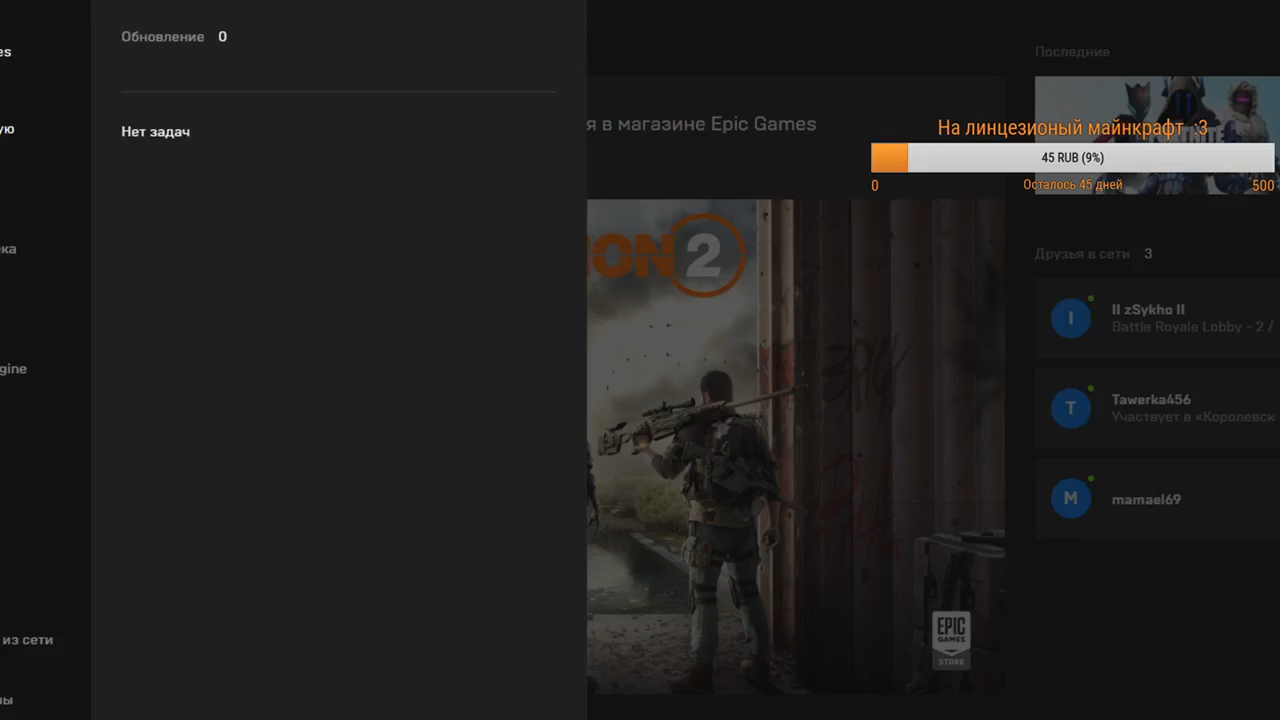 es
ую
ка
gine
из сети
ры
Обновление 0
Нет задач
я в магазине Epic Games
ION 2
EPIC
GAMES
STORE
Последние
На линцезионый майнкрафт :3
45 RUB (9%)
0 Осталось 45 дней 500
Друзья в сети 3
I
II zSykho II
Battle Royale Lobby - 2 /
T
Tawerka456
Участвует в «Королевск
M
mamael69